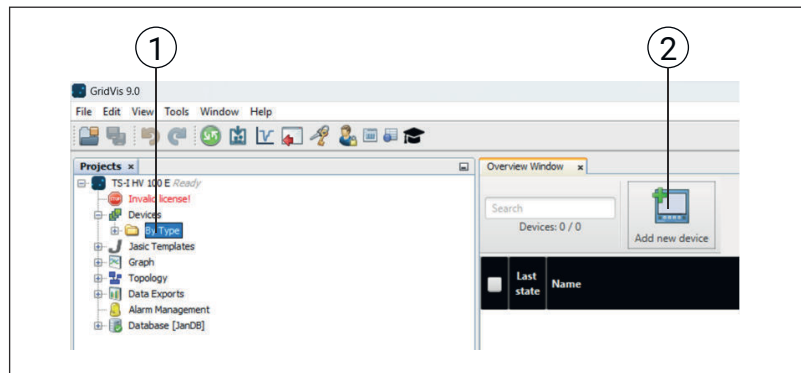 1
2
GridVis 9.0
File Edit View Tools Window Help
Projects
TS-I HV 100 E Ready
Invalid license!
Devices
By Type
Jasic Templates
Graph
Topology
Data Exports
Alarm Management
Database [JanDB]
Overview Window
Search
Devices: 0 / 0
Add new device
Last state
Name